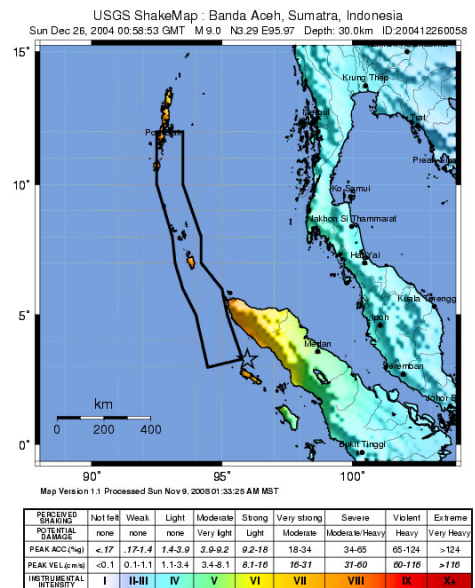 USGS ShakeMap : Banda Aceh, Sumatra, Indonesia
Sun Dec 26, 2004 00:58:53 GMT M 9.0 N3.29 E95.97 Depth: 30.0km ID:200412260058
15°
Krung Thep
10°
Ko Samui
Nakhon Si Thammarat
Hat Yai
Kuala Terengg
5°
Ipoh
Medan
Seremban
Johor B
km
0 200 400
0°
Bukit Tinggi
90° 95° 100°
Map Version 1.1 Processed Sun Nov 9, 2008 01:33:25 AM MST
PERCEIVED SHAKING Not felt Weak Light Moderate Strong Very strong Severe Violent Extreme
POTENTIAL DAMAGE none none none Very light Light Moderate Moderate/Heavy Heavy Very Heavy
PEAK ACC.(%g) <.17 .17-1.4 1.4-3.9 3.9-9.2 9.2-18 18-34 34-65 65-124 >124
PEAK VEL.(cm/s) <0.1 0.1-1.1 1.1-3.4 3.4-8.1 8.1-16 16-31 31-60 60-116 >116
INSTRUMENTAL INTENSITY I II-III IV V VI VII VIII IX X+